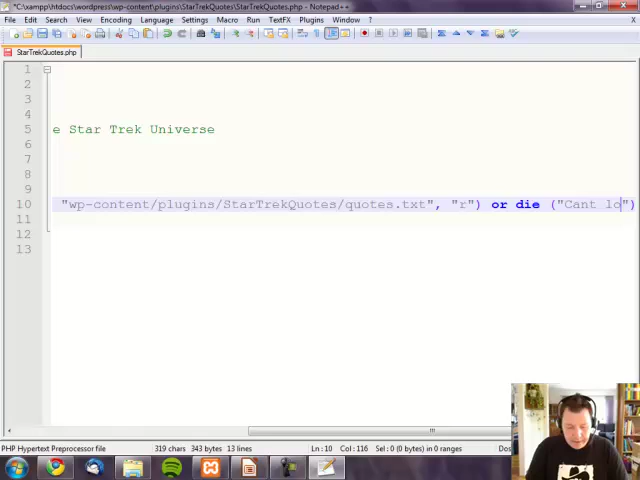 *C:\xampp\htdocs\wordpress\wp-content\plugins\StarTrekQuotes\StarTrekQuotes.php - Notepad++
File Edit Search View Encoding Language Settings Macro Run TextFX Plugins Window ?
StarTrekQuotes.php
1
2
3
4
5 e Star Trek Universe
6
7
8
9
10 "wp-content/plugins/StarTrekQuotes/quotes.txt", "r") or die ("Cant lo")
11
12
13
PHP Hypertext Preprocessor file 319 chars 343 bytes 13 lines Ln : 10 Col : 116 Sel : 0 (0 bytes) in 0 ranges Dos